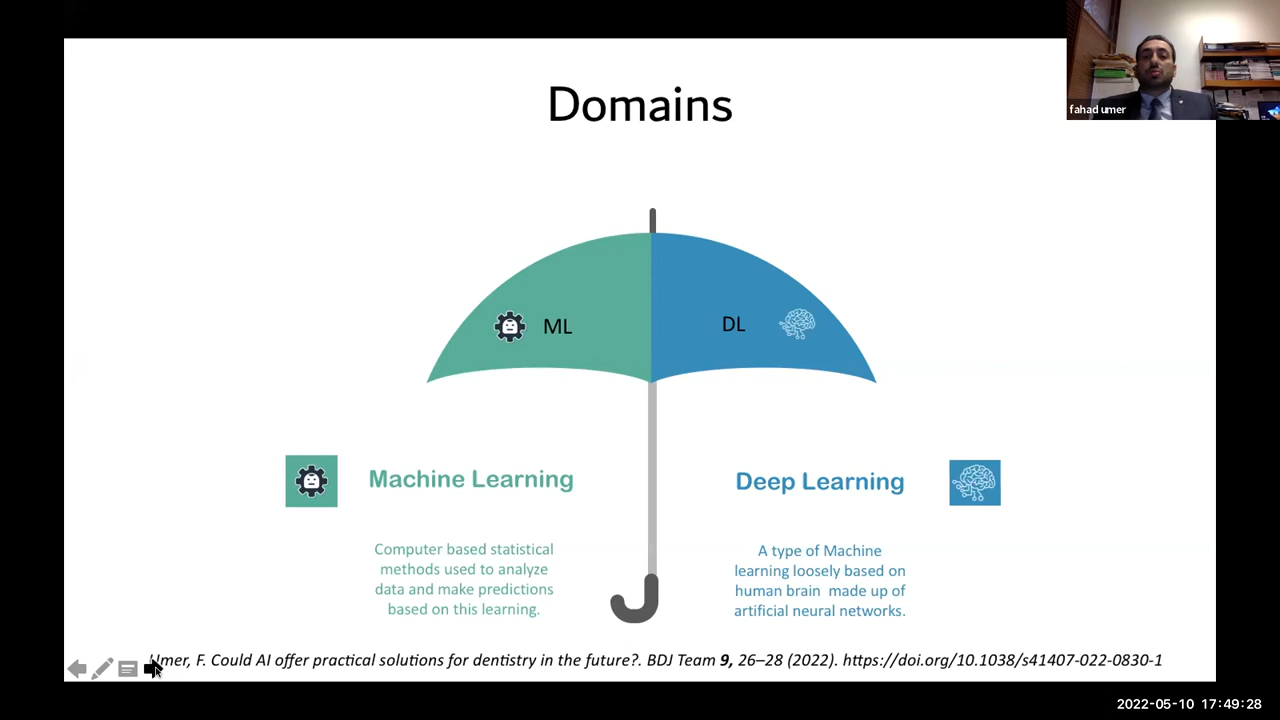 Domains
fahad umer
ML
DL
Machine Learning
Deep Learning
Computer based statistical
methods used to analyze
data and make predictions
based on this learning.
A type of Machine
learning loosely based on
human brain made up of
artificial neural networks.
Umer, F. Could AI offer practical solutions for dentistry in the future?. BDJ Team 9, 26–28 (2022). https://doi.org/10.1038/s41407-022-0830-1
2022-05-10 17:49:28